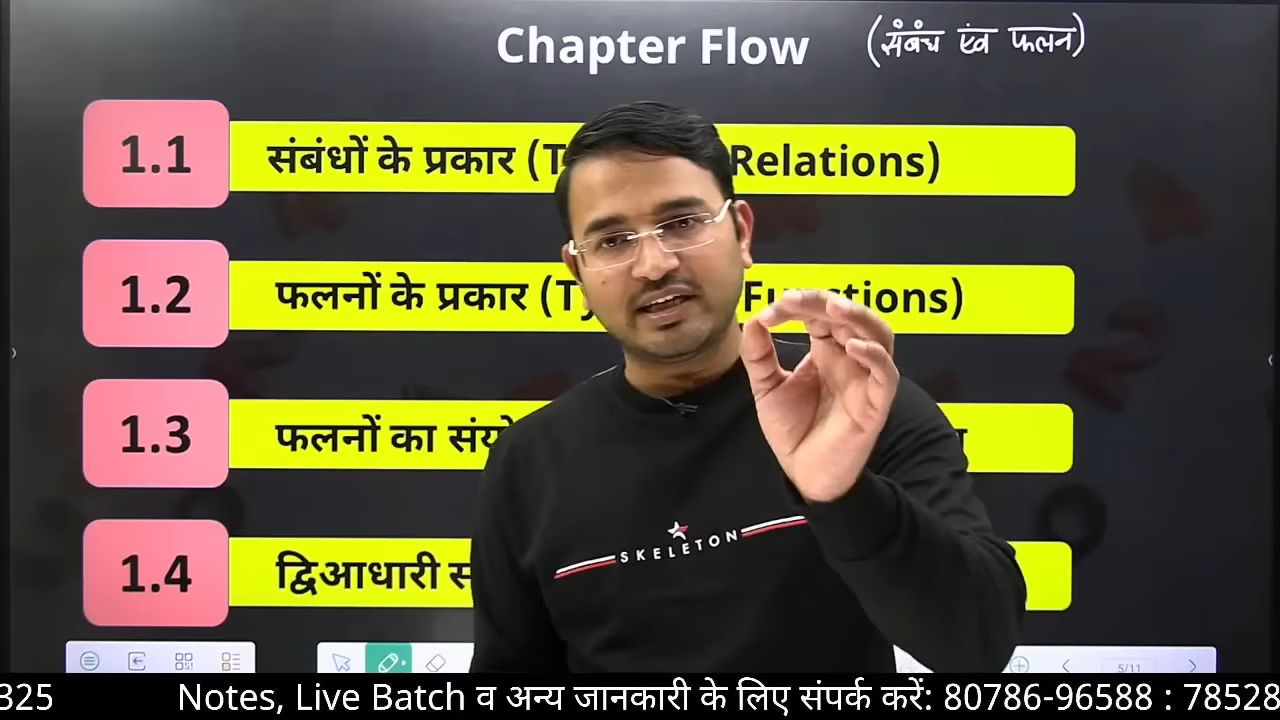 Chapter Flow (संबंध एंव फलन)
1.1 संबंधों के प्रकार (T Relations)
1.2 फलनों के प्रकार (Ty Functions)
1.3 फलनों का
1.4 द्विआधारी
SKELETON
5/11
325 Notes, Live Batch व अन्य जानकारी के लिए संपर्क करें: 80786-96588 : 78528